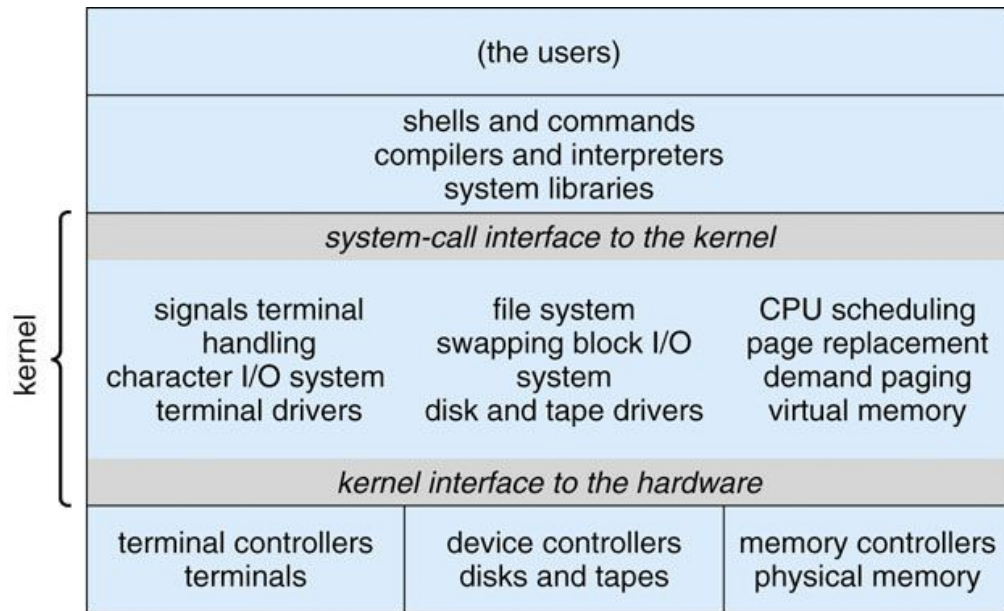 (the users)
shells and commands
compilers and interpreters
system libraries
system-call interface to the kernel
kernel
signals terminal
handling
character I/O system
terminal drivers
file system
swapping block I/O
system
disk and tape drivers
CPU scheduling
page replacement
demand paging
virtual memory
kernel interface to the hardware
terminal controllers
terminals
device controllers
disks and tapes
memory controllers
physical memory